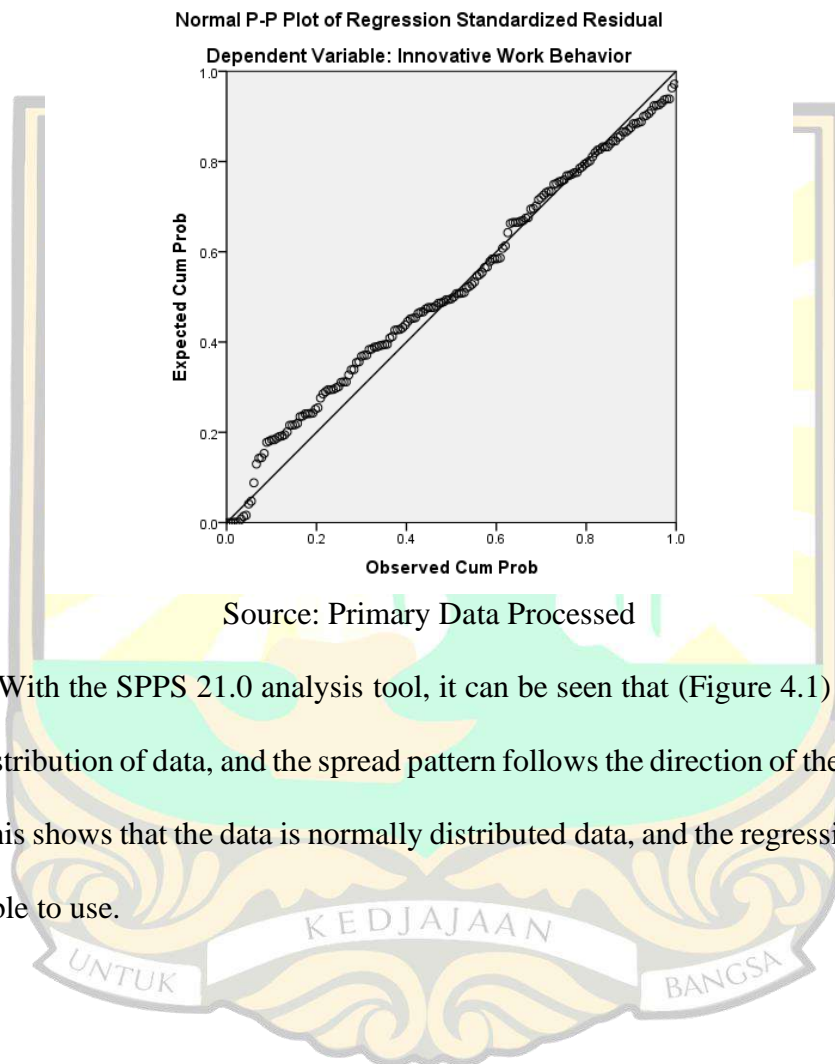 Normal P-P Plot of Regression Standardized Residual
Dependent Variable: Innovative Work Behavior
1.0
0.8
0.6
0.4
0.2
0.0
Expected Cum Prob
0.0 0.2 0.4 0.6 0.8 1.0
Observed Cum Prob
Source: Primary Data Processed
With the SPPS 21.0 analysis tool, it can be seen that (Figure 4.1)
stribution of data, and the spread pattern follows the direction of the
his shows that the data is normally distributed data, and the regressi
ble to use.
KEDJAJAAN
UNTUK BANGSA